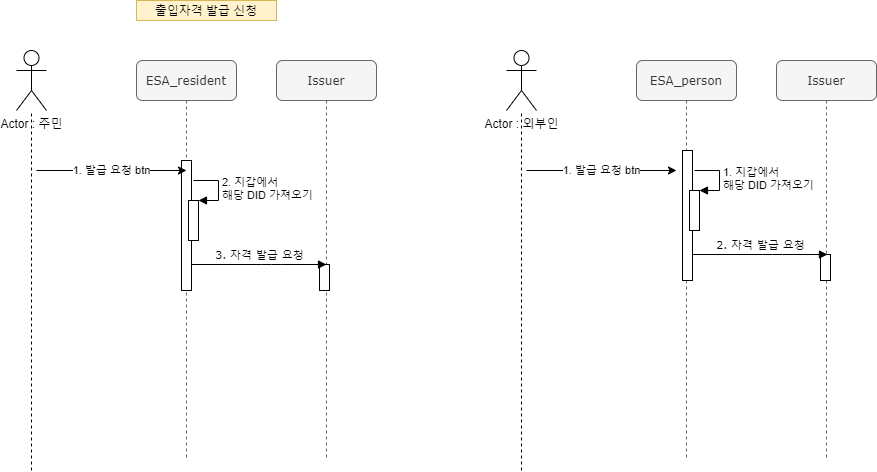 출입자격 발급 신청
ESA_resident
Issuer
Actor : 주민
1. 발급 요청 btn
2. 지갑에서
해당 DID 가져오기
3. 자격 발급 요청
ESA_person
Issuer
Actor : 외부인
1. 발급 요청 btn
1. 지갑에서
해당 DID 가져오기
2. 자격 발급 요청